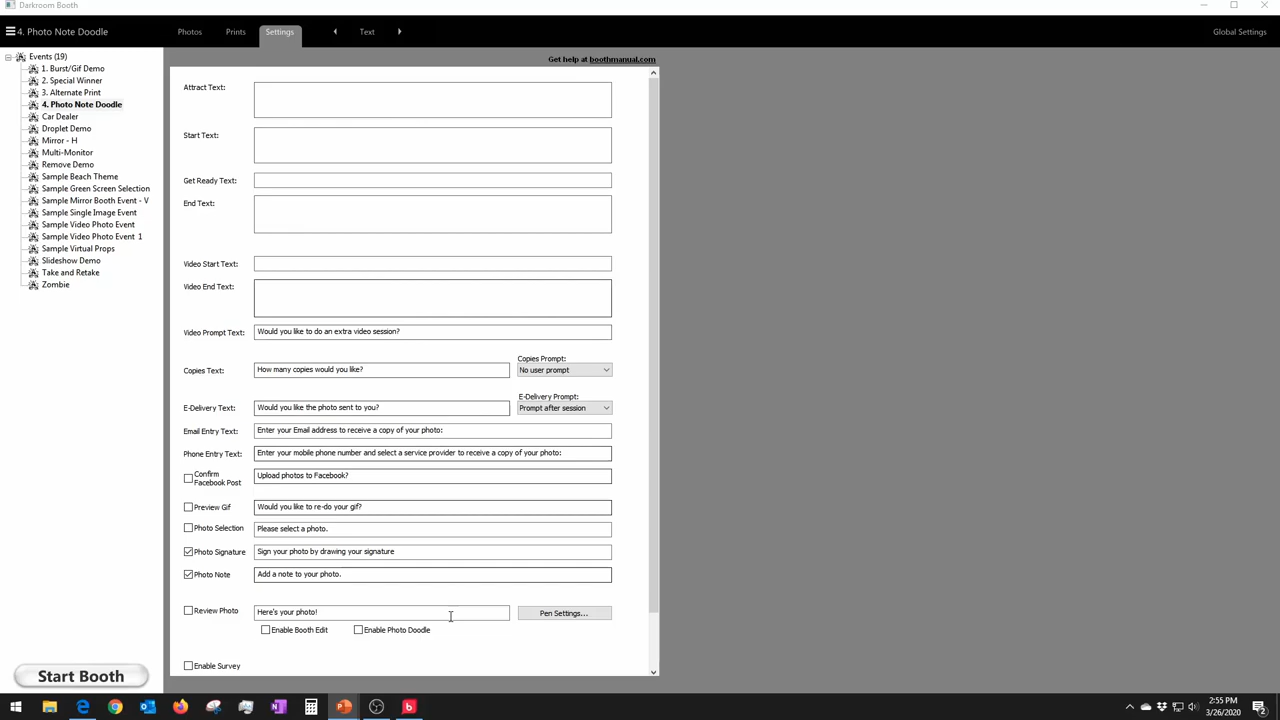 Darkroom Booth
4. Photo Note Doodle
Photos
Prints
Settings
Text
Global Settings
Events (19)
1. Burst/Gif Demo
2. Special Winner
3. Alternate Print
4. Photo Note Doodle
Car Dealer
Droplet Demo
Mirror - H
Multi-Monitor
Remove Demo
Sample Beach Theme
Sample Green Screen Selection
Sample Mirror Booth Event - V
Sample Single Image Event
Sample Video Photo Event
Sample Video Photo Event 1
Sample Virtual Props
Slideshow Demo
Take and Retake
Zombie
Start Booth
Get help at boothmanual.com
Attract Text:
Start Text:
Get Ready Text:
End Text:
Video Start Text:
Video End Text:
Video Prompt Text:
Would you like to do an extra video session?
Copies Prompt:
Copies Text:
How many copies would you like?
No user prompt
E-Delivery Prompt:
E-Delivery Text:
Would you like the photo sent to you?
Prompt after session
Email Entry Text:
Enter your Email address to receive a copy of your photo:
Phone Entry Text:
Enter your mobile phone number and select a service provider to receive a copy of your photo:
Confirm
Facebook Post
Upload photos to Facebook?
Preview Gif
Would you like to re-do your gif?
Photo Selection
Please select a photo.
Photo Signature
Sign your photo by drawing your signature
Photo Note
Add a note to your photo.
Review Photo
Here's your photo!
Pen Settings...
Enable Booth Edit
Enable Photo Doodle
Enable Survey
2:55 PM
3/26/2020
2